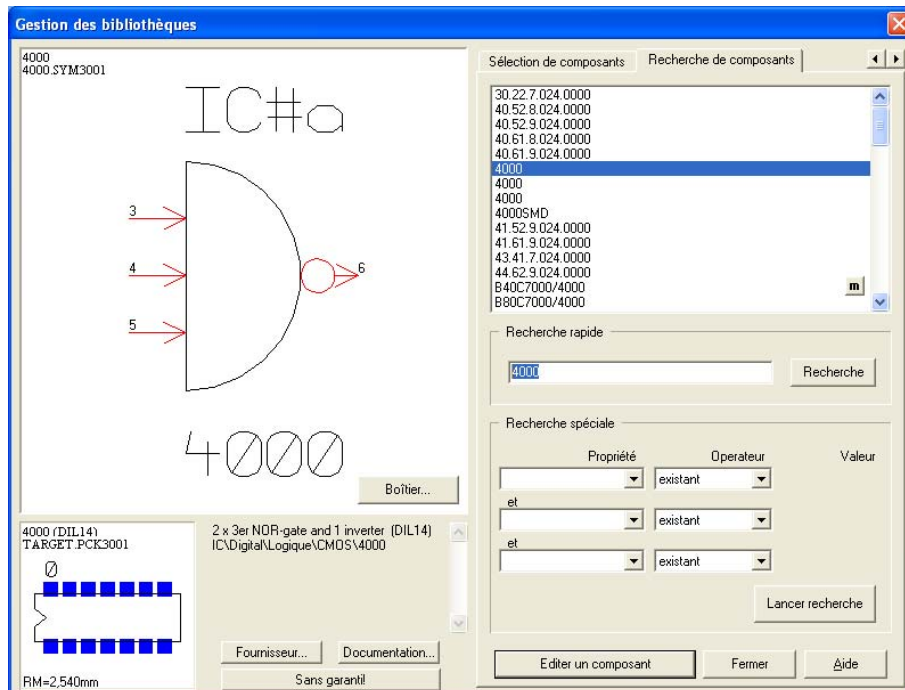 Gestion des bibliothèques
4000
4000.SYM3001
IC#a
3
4
5
6
4000
Boîtier...
4000 (DIL14)
TARGET.PCK3001
0
RM=2,540mm
2 x 3er NOR-gate and 1 inverter (DIL14)
IC\Digital\Logique\CMOS\4000
Fournisseur...
Documentation...
Sans garanti!
Sélection de composants
Recherche de composants
30.22.7.024.0000
40.52.8.024.0000
40.52.9.024.0000
40.61.8.024.0000
40.61.9.024.0000
4000
4000
4000
4000SMD
41.52.9.024.0000
41.61.9.024.0000
43.41.7.024.0000
44.62.9.024.0000
B40C7000/4000
B80C7000/4000
m
Recherche rapide
4000
Recherche
Recherche spéciale
Propriété Operateur Valeur
existant
et
existant
et
existant
Lancer recherche
Editer un composant
Fermer
Aide